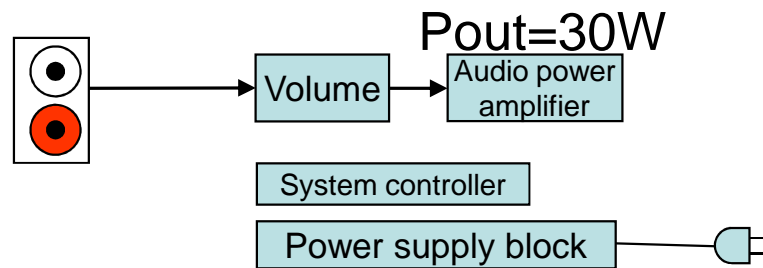 Pout=30W
Volume
Audio power
amplifier
System controller
Power supply block